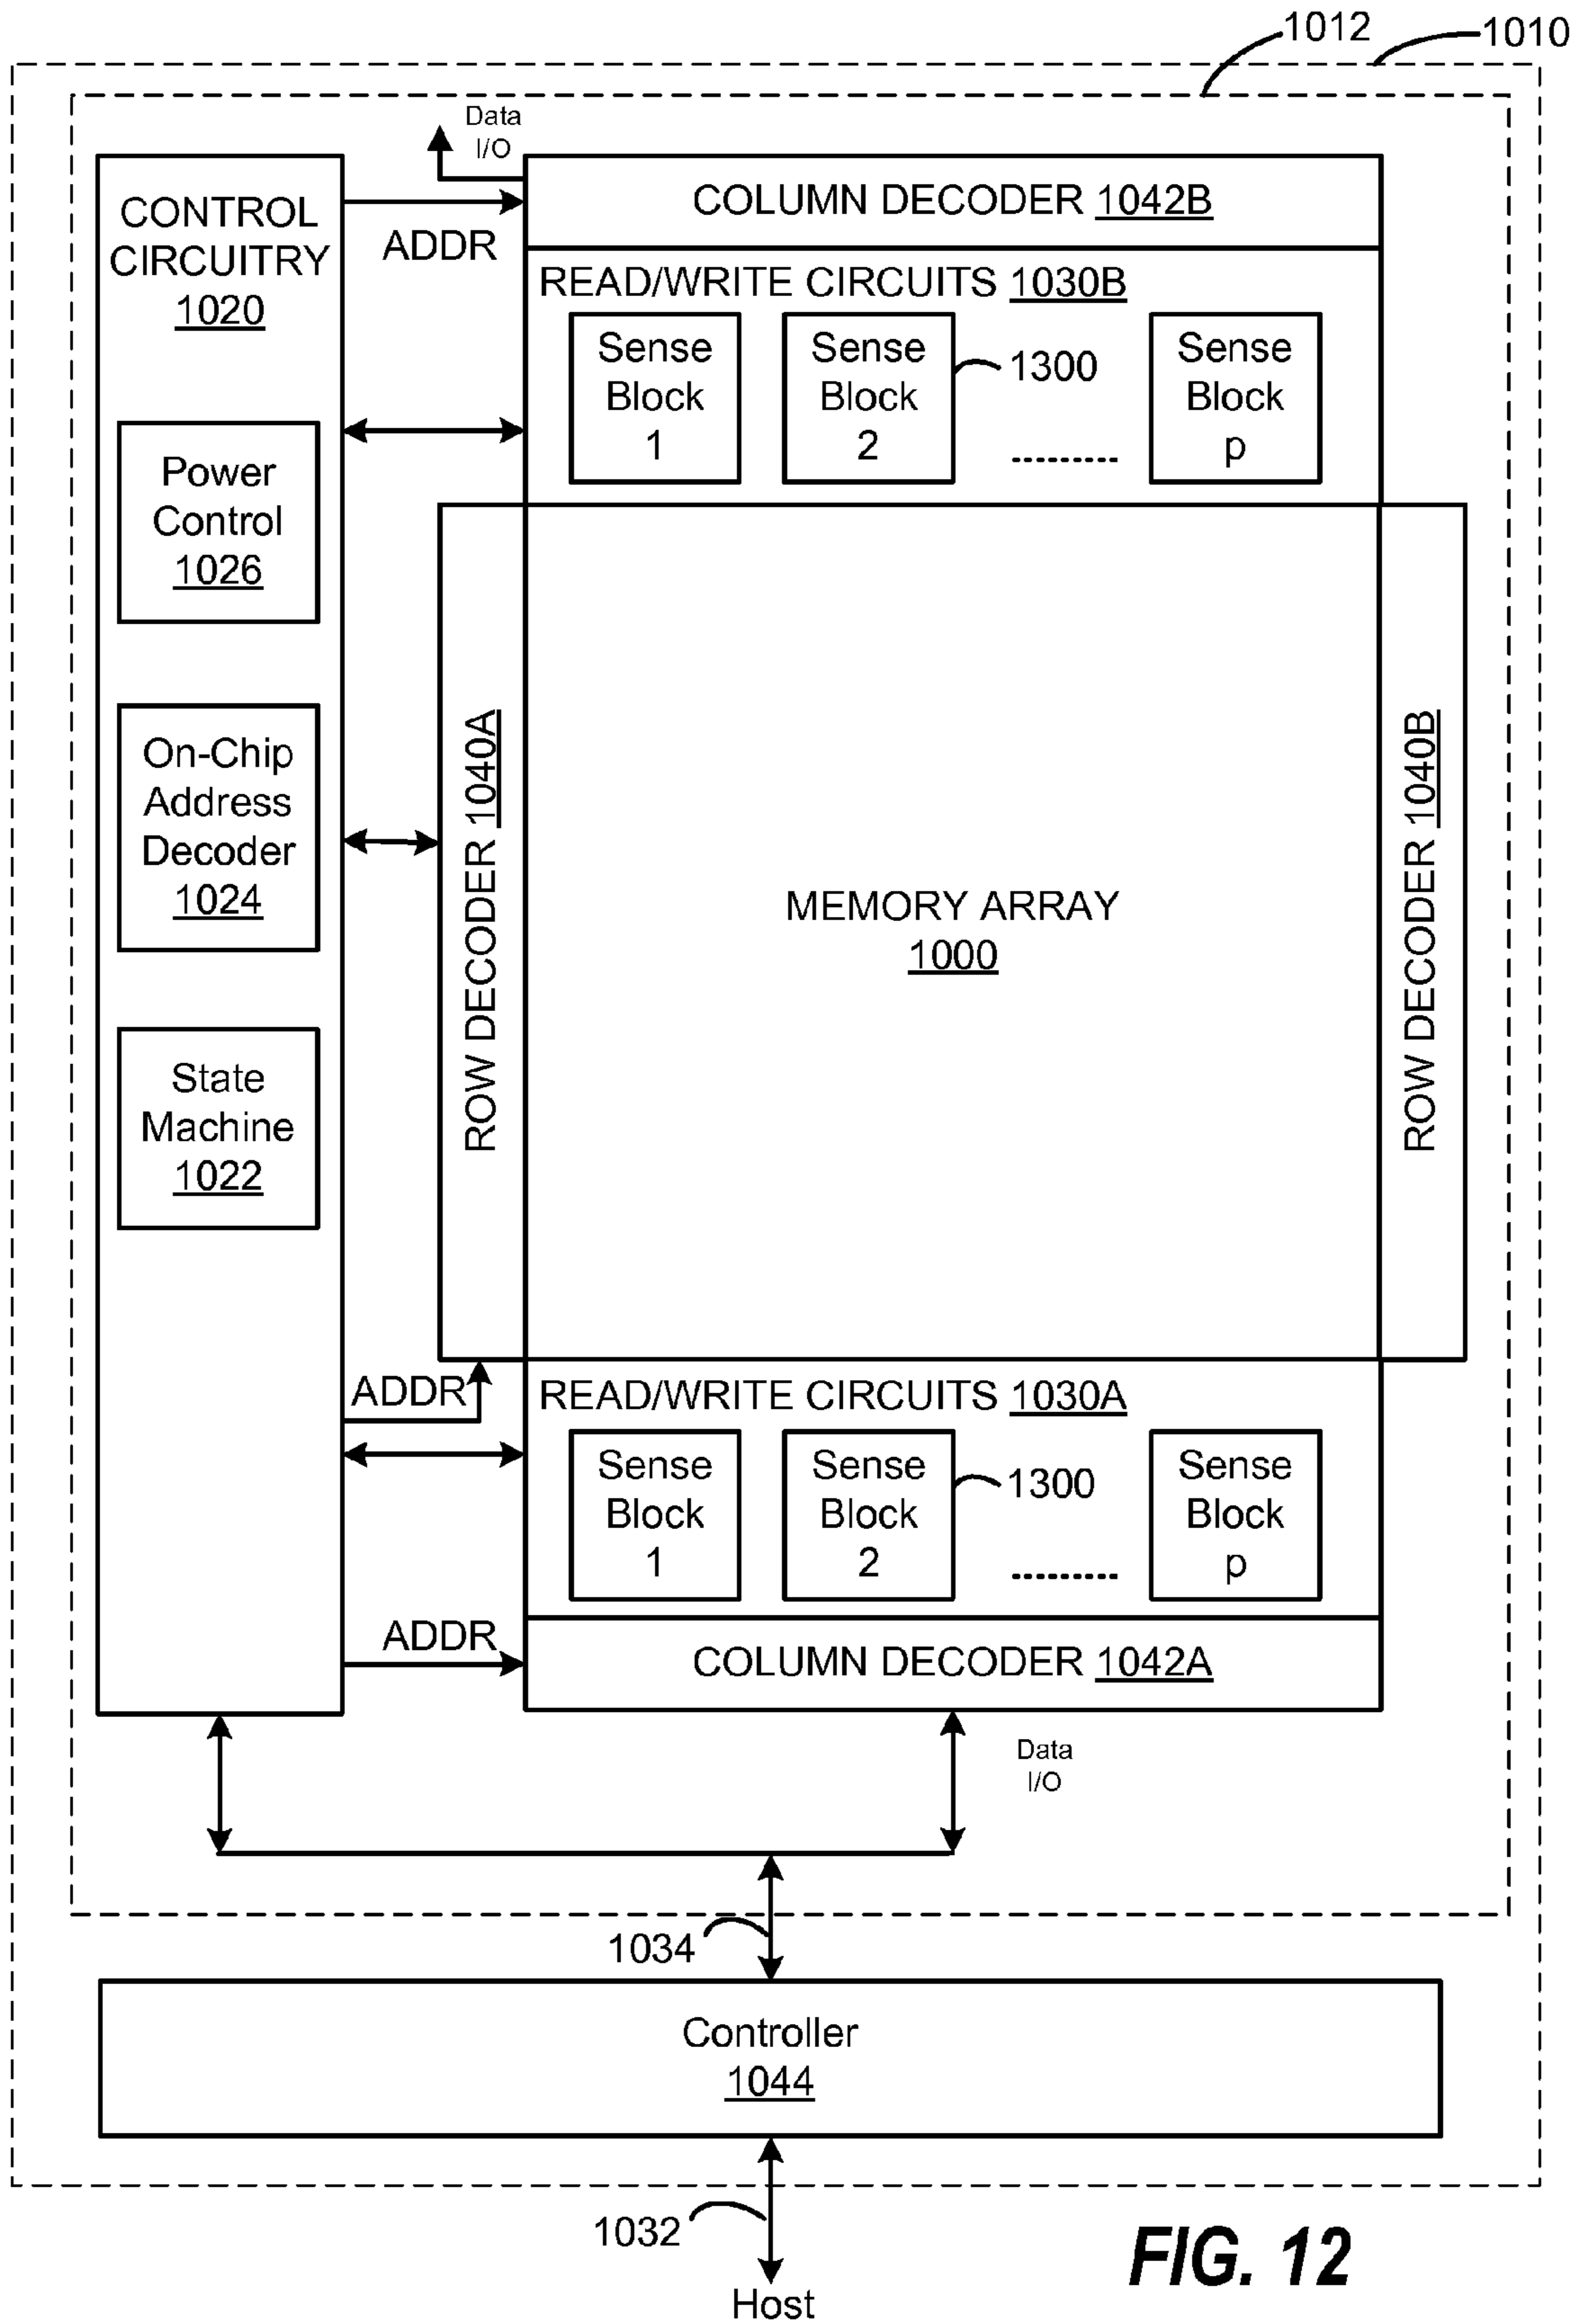 1012
1010
Data
I/O
CONTROL
CIRCUITRY
1020
ADDR
COLUMN DECODER 1042B
READ/WRITE CIRCUITS 1030B
Sense
Block
1
Sense
Block
2
1300
.........
Sense
Block
p
Power
Control
1026
On-Chip
Address
Decoder
1024
State
Machine
1022
ROW DECODER 1040A
MEMORY ARRAY
1000
ROW DECODER 1040B
ADDR
READ/WRITE CIRCUITS 1030A
Sense
Block
1
Sense
Block
2
1300
.........
Sense
Block
p
ADDR
COLUMN DECODER 1042A
Data
I/O
1034
Controller
1044
1032
Host
FIG. 12